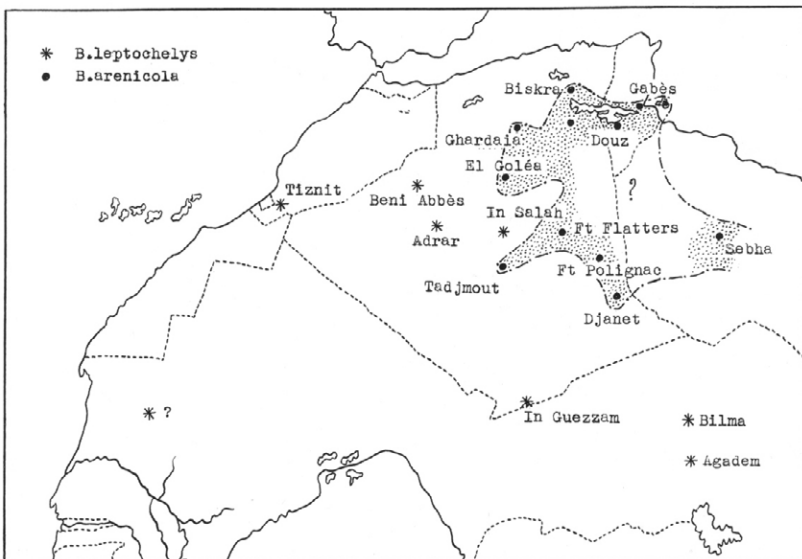 * B.leptochelys
• B.arenicola
Biskra
Gabès
Ghardaia
Douz
El Goléa
?
Tiznit
Beni Abbès
In Salah
Adrar
Ft Flatters
Sebha
Ft Polignac
Tadjmout
Djanet
?
In Guezzam
Bilma
Agadem